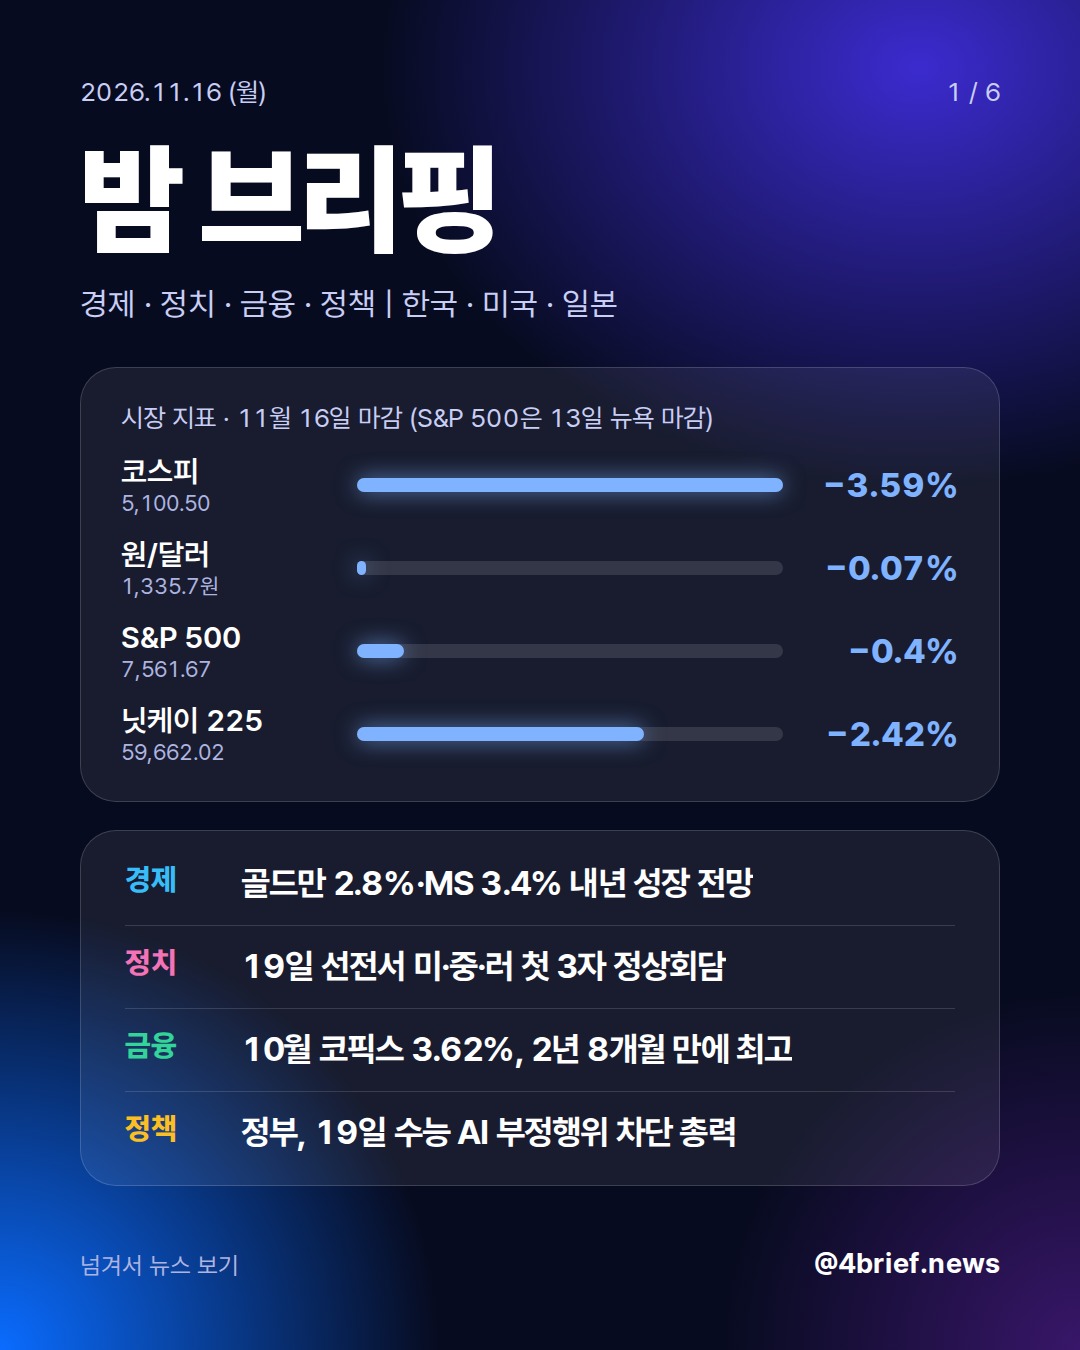 2026.11.16 (월)
1 / 6
밤 브리핑
경제 · 정치 · 금융 · 정책 | 한국 · 미국 · 일본
시장 지표 · 11월 16일 마감 (S&P 500은 13일 뉴욕 마감)
코스피
5,100.50
−3.59%
원/달러
1,335.7원
−0.07%
S&P 500
7,561.67
−0.4%
닛케이 225
59,662.02
−2.42%
경제 골드만 2.8%·MS 3.4% 내년 성장 전망
정치 19일 선전서 미·중·러 첫 3자 정상회담
금융 10월 코픽스 3.62%, 2년 8개월 만에 최고
정책 정부, 19일 수능 AI 부정행위 차단 총력
넘겨서 뉴스 보기
@4brief.news